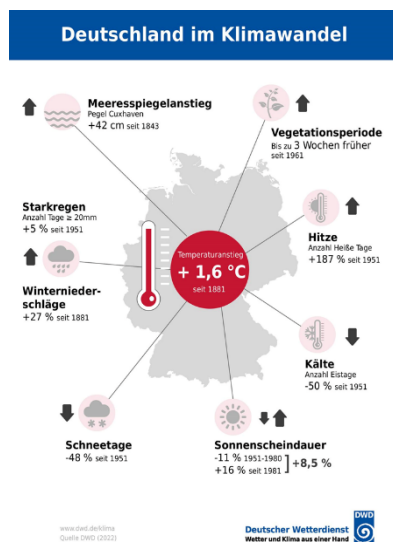 Deutschland im Klimawandel
Meeresspiegelanstieg
Pegel Cuxhaven
+42 cm seit 1843
Vegetationsperiode
Bis zu 3 Wochen früher
seit 1961
Starkregen
Anzahl Tage ≥ 20mm
+5 % seit 1951
Hitze
Anzahl Heiße Tage
+187 % seit 1951
Temperaturanstieg
+ 1,6 °C
seit 1881
Winternieder-
schläge
+27 % seit 1881
Kälte
Anzahl Eistage
-50 % seit 1951
Schneetage
-48 % seit 1951
Sonnenscheindauer
-11 % 1951-1980
+16 % seit 1981
+8,5 %
www.dwd.de/klima
Quelle DWD (2022)
Deutscher Wetterdienst
Wetter und Klima aus einer Hand
DWD